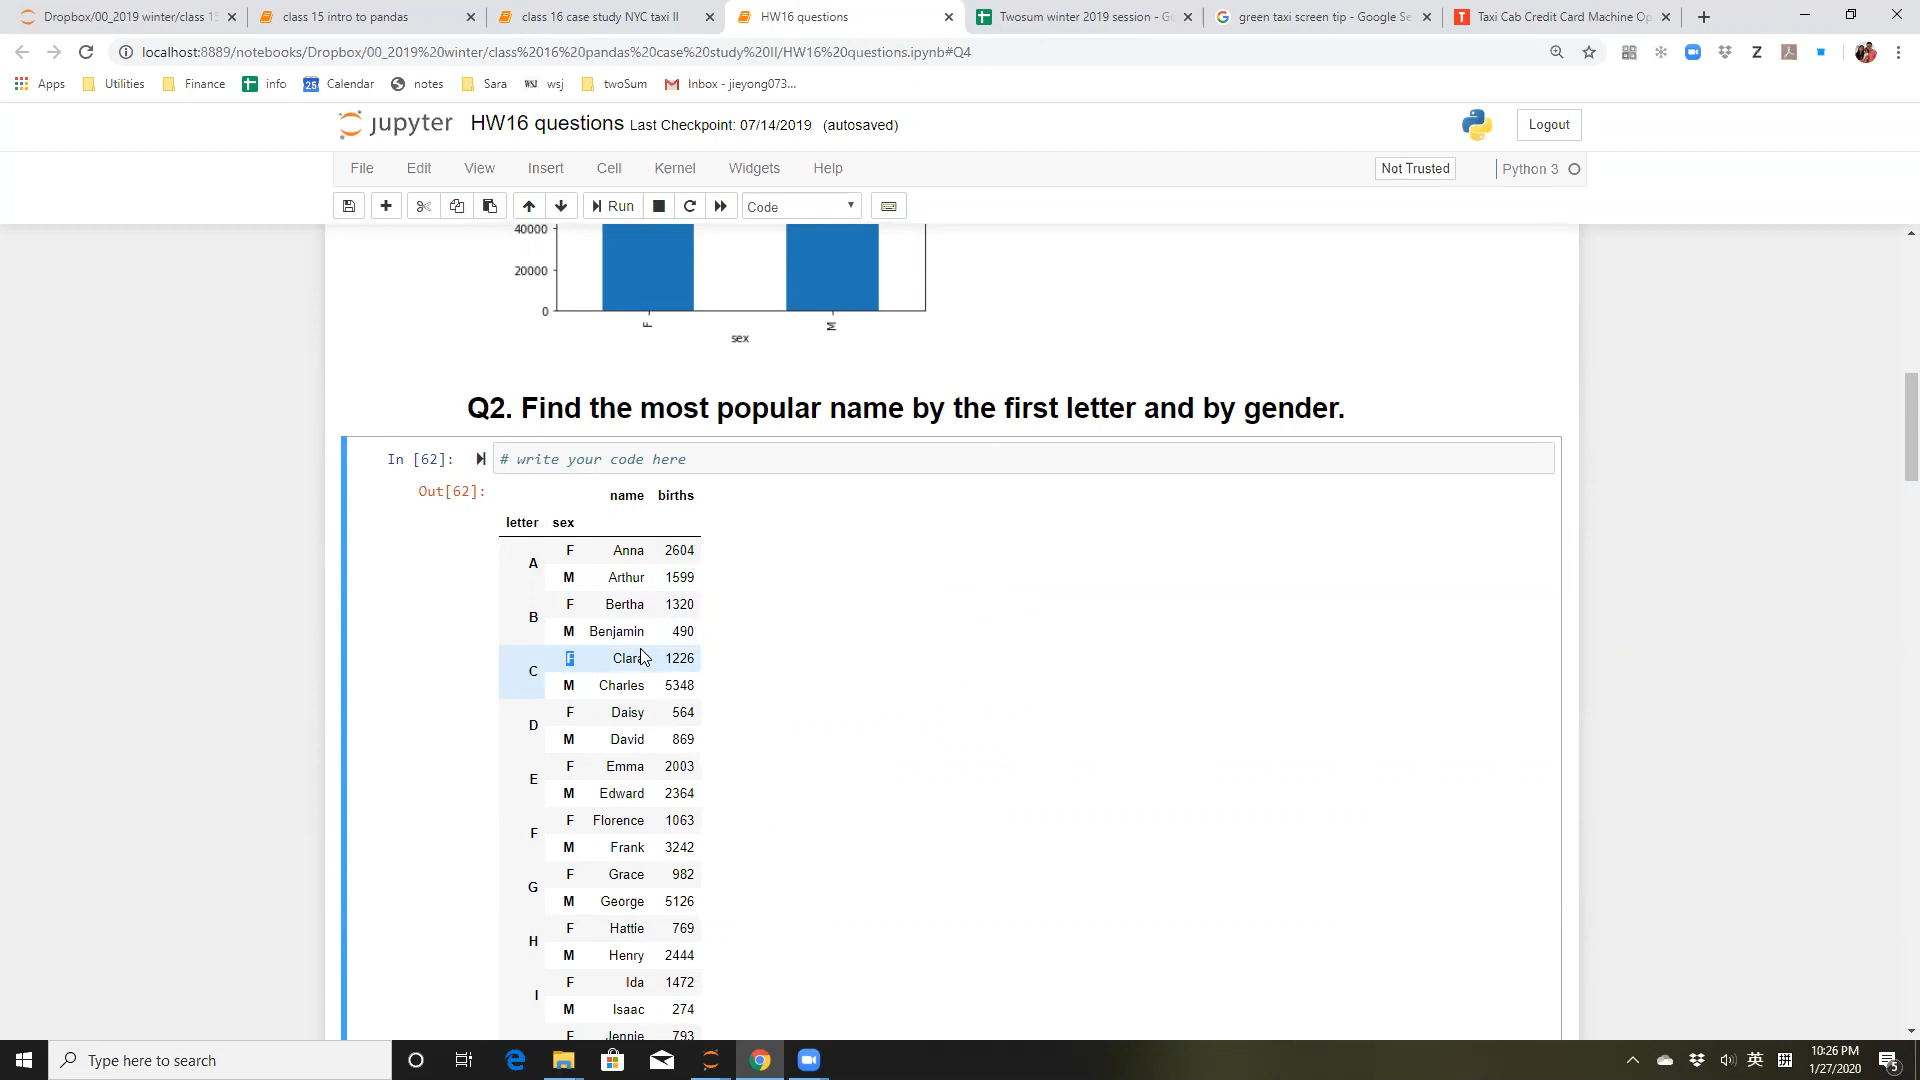 Dropbox/00_2019 winter/class 15
class 15 intro to pandas
class 16 case study NYC taxi II
HW16 questions
Twosum winter 2019 session - G
green taxi screen tip - Google Se
Taxi Cab Credit Card Machine Op
localhost:8889/notebooks/Dropbox/00_2019%20winter/class%2016%20pandas%20case%20study%20II/HW16%20questions.ipynb#Q4
Apps Utilities Finance info Calendar notes Sara wsj twoSum Inbox - jieyong073...
jupyter HW16 questions Last Checkpoint: 07/14/2019 (autosaved) Logout
File Edit View Insert Cell Kernel Widgets Help Not Trusted Python 3
Run Code
40000
20000
0
F M
sex
Q2. Find the most popular name by the first letter and by gender.
In [62]: # write your code here
Out[62]: name births
letter sex
A F Anna 2604
M Arthur 1599
B F Bertha 1320
M Benjamin 490
C F Clara 1226
M Charles 5348
D F Daisy 564
M David 869
E F Emma 2003
M Edward 2364
F F Florence 1063
M Frank 3242
G F Grace 982
M George 5126
H F Hattie 769
M Henry 2444
I F Ida 1472
M Isaac 274
F Jennie 793
Type here to search
英 拼 10:26 PM
1/27/2020 5